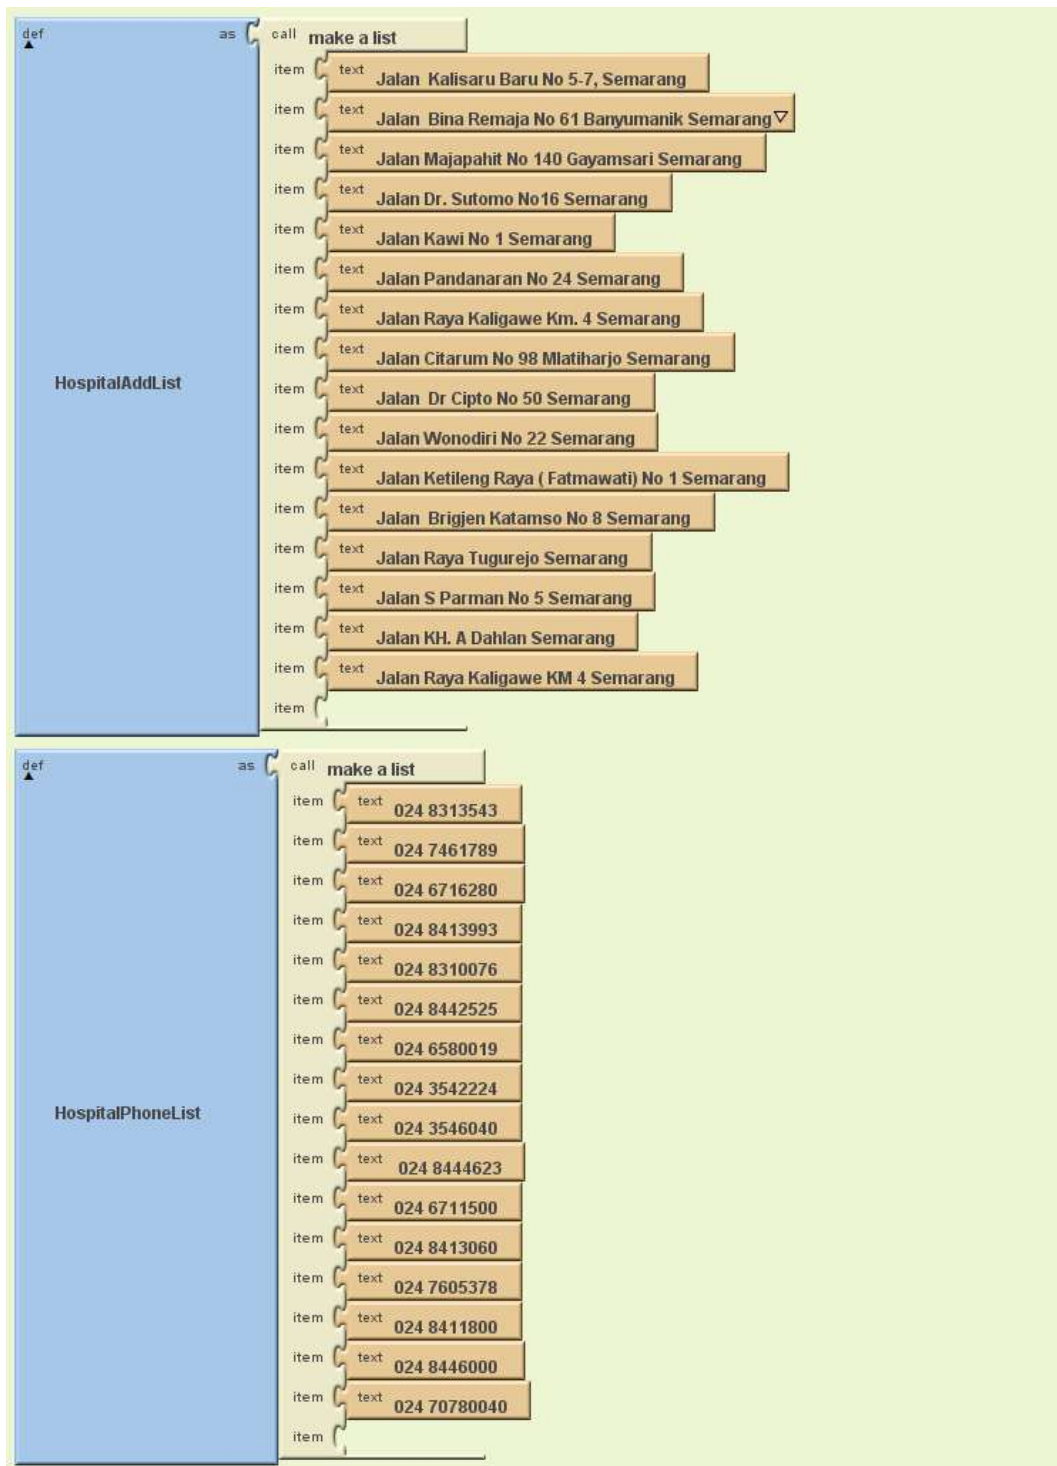 def as call make a list
item text Jalan Kalisaru Baru No 5-7, Semarang
item text Jalan Bina Remaja No 61 Banyumanik Semarang
item text Jalan Majapahit No 140 Gayamsari Semarang
item text Jalan Dr. Sutomo No16 Semarang
item text Jalan Kawi No 1 Semarang
item text Jalan Pandanaran No 24 Semarang
item text Jalan Raya Kaligawe Km. 4 Semarang
item text Jalan Citarum No 98 Mlatiharjo Semarang
HospitalAddList
item text Jalan Dr Cipto No 50 Semarang
item text Jalan Wonodiri No 22 Semarang
item text Jalan Ketileng Raya ( Fatmawati) No 1 Semarang
item text Jalan Brigjen Katamso No 8 Semarang
item text Jalan Raya Tugurejo Semarang
item text Jalan S Parman No 5 Semarang
item text Jalan KH. A Dahlan Semarang
item text Jalan Raya Kaligawe KM 4 Semarang
item
def as call make a list
item text 024 8313543
item text 024 7461789
item text 024 6716280
item text 024 8413993
item text 024 8310076
item text 024 8442525
item text 024 6580019
item text 024 3542224
HospitalPhoneList
item text 024 3546040
item text 024 8444623
item text 024 6711500
item text 024 8413060
item text 024 7605378
item text 024 8411800
item text 024 8446000
item text 024 70780040
item